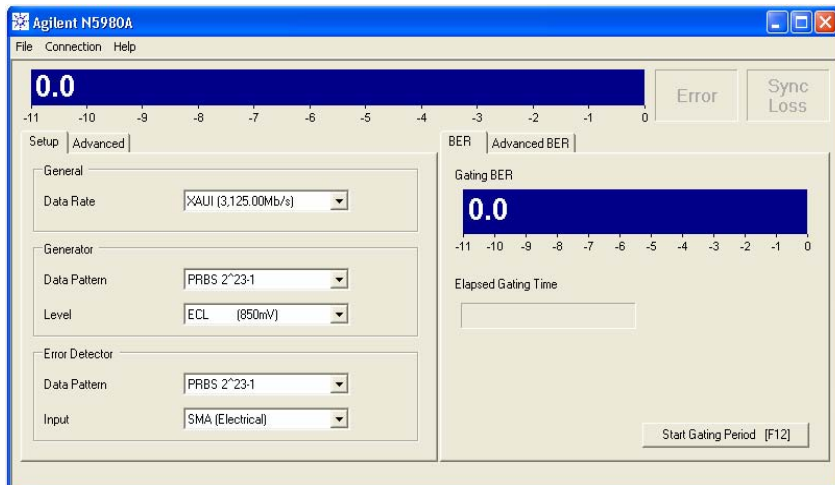 Agilent N5980A
File Connection Help
0.0
Error
Sync
Loss
-11 -10 -9 -8 -7 -6 -5 -4 -3 -2 -1 0
Setup Advanced
General
Data Rate XAUI (3,125.00Mb/s)
Generator
Data Pattern PRBS 2^23-1
Level ECL (850mV)
Error Detector
Data Pattern PRBS 2^23-1
Input SMA (Electrical)
BER Advanced BER
Gating BER
0.0
-11 -10 -9 -8 -7 -6 -5 -4 -3 -2 -1 0
Elapsed Gating Time
Start Gating Period [F12]